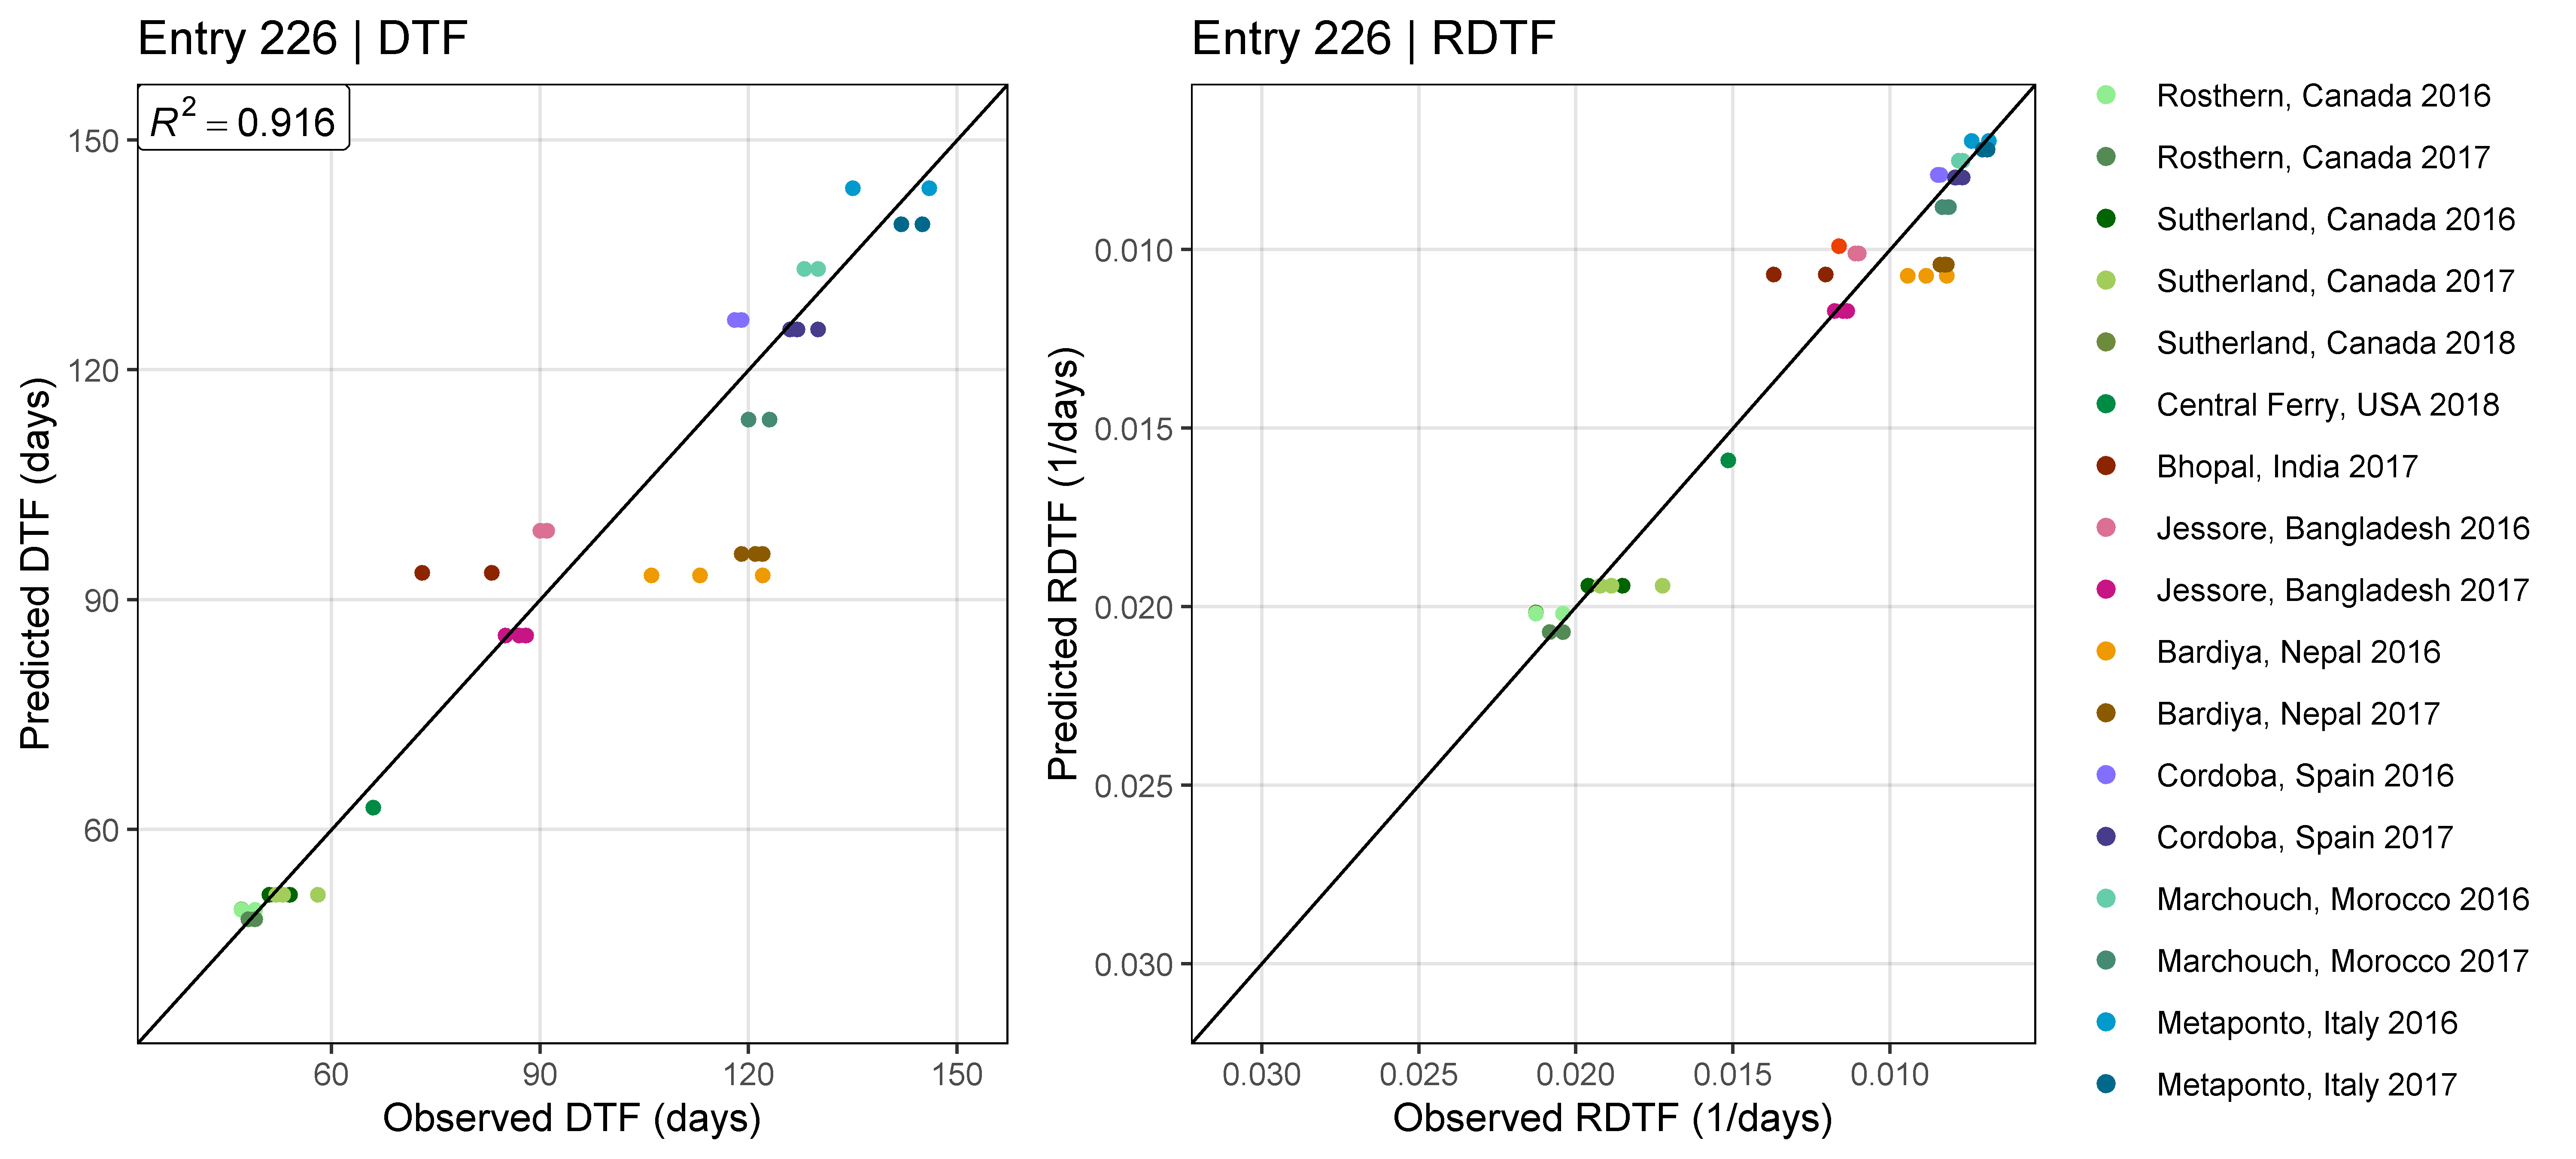 Entry 226 | DTF
R² = 0.916
150
120
90
60
60 90 120 150
Observed DTF (days)
Predicted DTF (days)
Entry 226 | RDTF
0.010
0.015
0.020
0.025
0.030
0.030 0.025 0.020 0.015 0.010
Observed RDTF (1/days)
Predicted RDTF (1/days)
Rosthern, Canada 2016
Rosthern, Canada 2017
Sutherland, Canada 2016
Sutherland, Canada 2017
Sutherland, Canada 2018
Central Ferry, USA 2018
Bhopal, India 2017
Jessore, Bangladesh 2016
Jessore, Bangladesh 2017
Bardiya, Nepal 2016
Bardiya, Nepal 2017
Cordoba, Spain 2016
Cordoba, Spain 2017
Marchouch, Morocco 2016
Marchouch, Morocco 2017
Metaponto, Italy 2016
Metaponto, Italy 2017